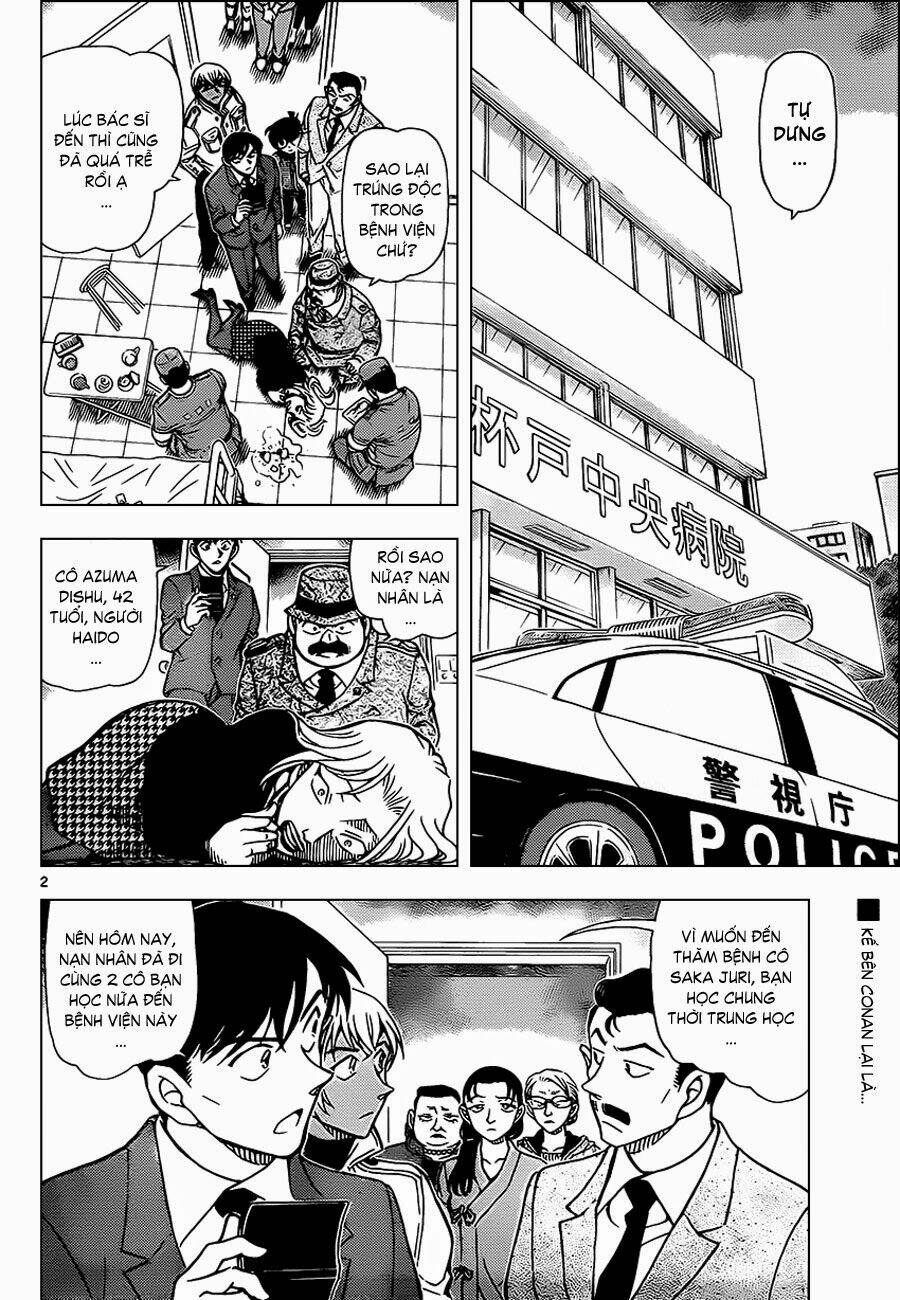 TỰ
DƯNG
...
杯戸中央病院
警視庁
POLICE
SAO LẠI
TRÚNG ĐỘC
TRONG
BỆNH VIỆN
CHỨ?
LÚC BÁC SĨ
ĐẾN THÌ CŨNG
ĐÃ QUÁ TRỄ
RỒI Ạ
...
RỒI SAO
NỮA? NẠN
NHÂN LÀ
...
CÔ AZUMA
DISHU, 42
TUỔI, NGƯỜI
HAIDO
...
2
KẾ BÊN CONAN LẠI LÀ...
VÌ MUỐN ĐẾN
THĂM BỆNH CÔ
SAKA JURI, BẠN
HỌC CHUNG
THỜI TRUNG HỌC
...
NÊN HÔM NAY,
NẠN NHÂN ĐÃ ĐI
CÙNG 2 CÔ BẠN
HỌC NỮA ĐẾN
BỆNH VIỆN NÀY
...